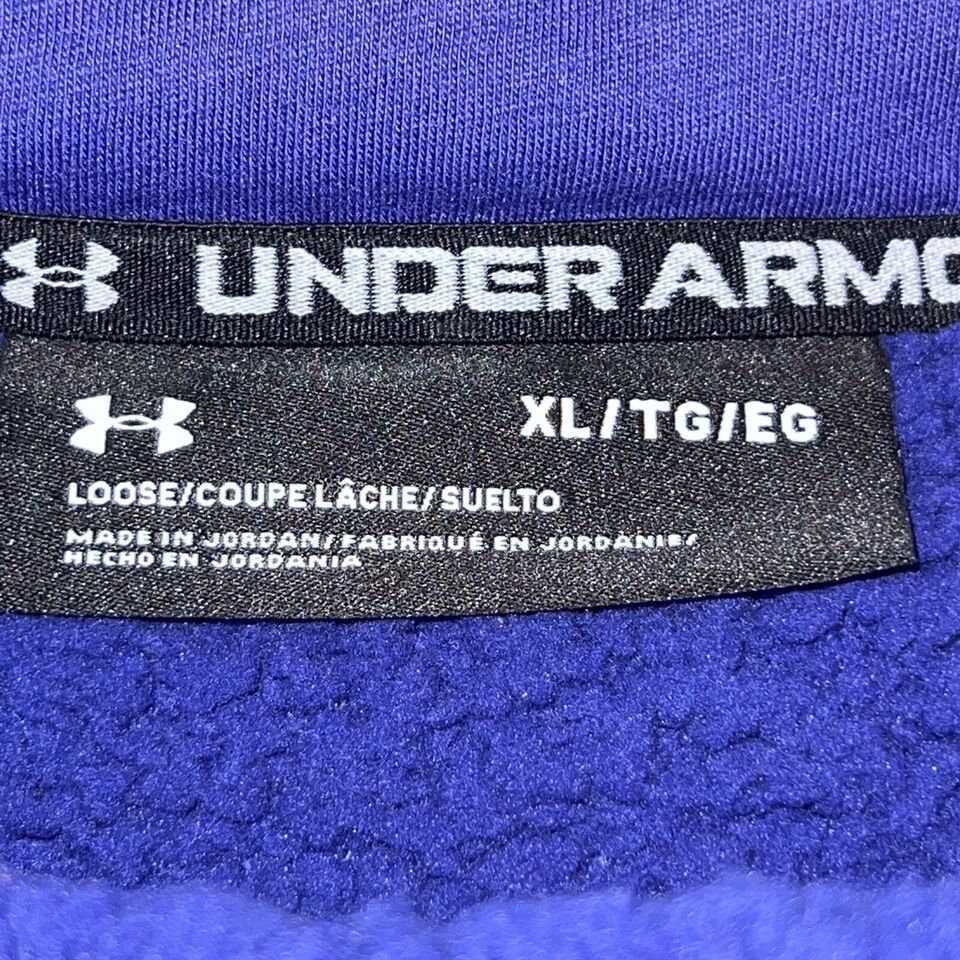 UNDER ARMO
XL/TG/EG
LOOSE/COUPE LÂCHE/SUELTO
MADE IN JORDAN/FABRIQUÉ EN JORDANIE/
HECHO EN JORDANIA